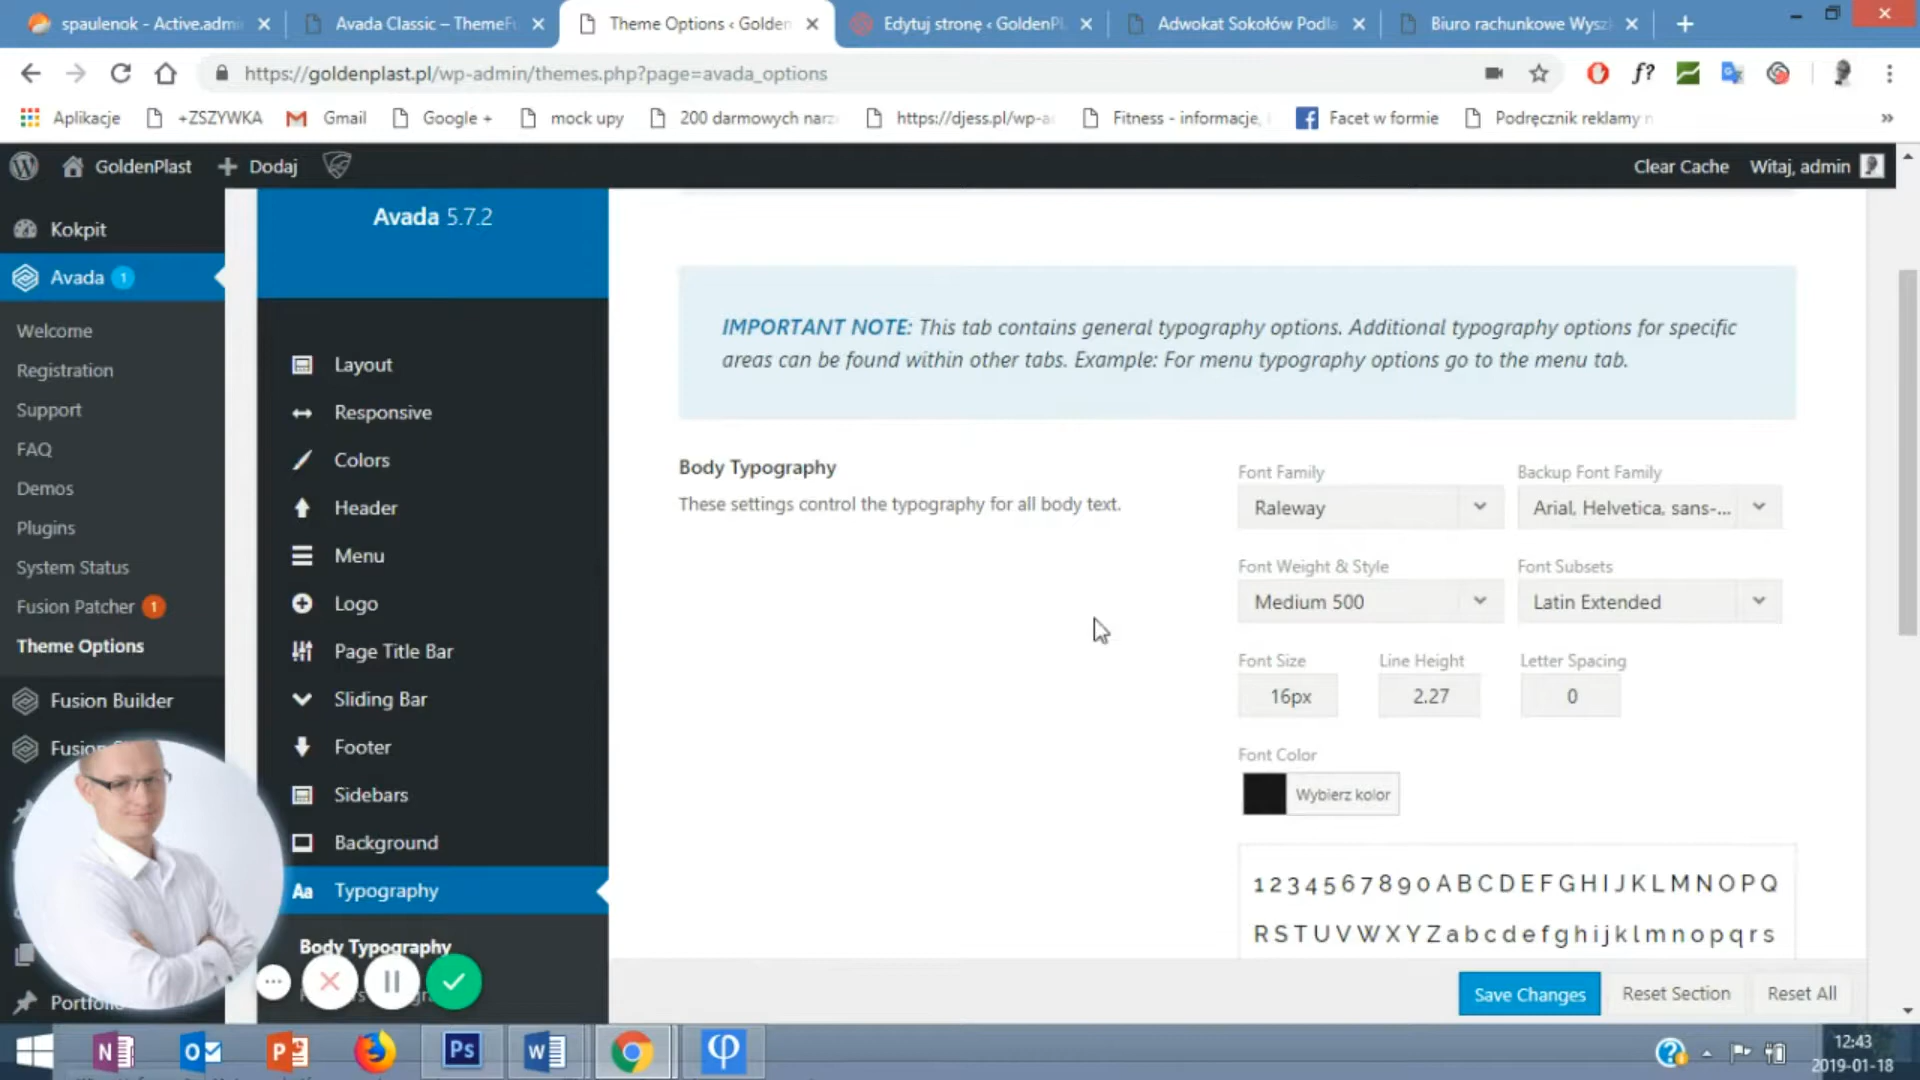 spaulenok - Active.admi
Avada Classic – ThemeFu
Theme Options ‹ Golden
Edytuj stronę ‹ GoldenPl
Adwokat Sokołów Podla
Biuro rachunkowe Wysz
https://goldenplast.pl/wp-admin/themes.php?page=avada_options
f?
Aplikacje
+ZSZYWKA
Gmail
Google +
mock upy
200 darmowych narz
https://djess.pl/wp-a
Fitness - informacje,
Facet w formie
Podręcznik reklamy n
»
GoldenPlast
Dodaj
Clear Cache
Witaj, admin
Kokpit
Avada 1
Welcome
Registration
Support
FAQ
Demos
Plugins
System Status
Fusion Patcher 1
Theme Options
Fusion Builder
Fusion
Portfolio
Avada 5.7.2
Layout
Responsive
Colors
Header
Menu
Logo
Page Title Bar
Sliding Bar
Footer
Sidebars
Background
Aa Typography
Body Typography
IMPORTANT NOTE: This tab contains general typography options. Additional typography options for specific
areas can be found within other tabs. Example: For menu typography options go to the menu tab.
Body Typography
These settings control the typography for all body text.
Font Family
Backup Font Family
Raleway
Arial, Helvetica, sans-...
Font Weight & Style
Font Subsets
Medium 500
Latin Extended
Font Size
Line Height
Letter Spacing
16px
2.27
0
Font Color
Wybierz kolor
1 2 3 4 5 6 7 8 9 0 A B C D E F G H I J K L M N O P Q
R S T U V W X Y Z a b c d e f g h i j k l m n o p q r s
Save Changes
Reset Section
Reset All
12:43
2019-01-18